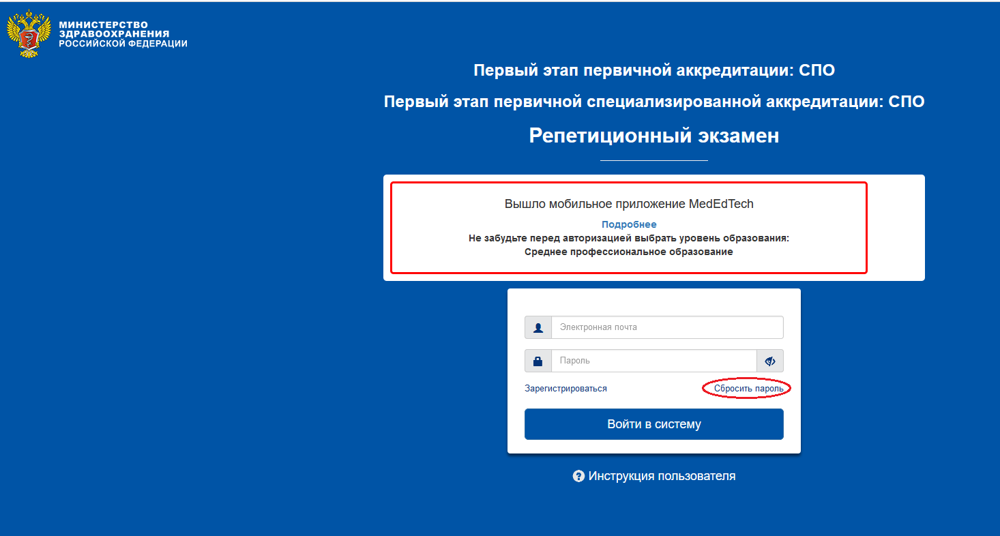 МИНИСТЕРСТВО
ЗДРАВООХРАНЕНИЯ
РОССИЙСКОЙ ФЕДЕРАЦИИ
Первый этап первичной аккредитации: СПО
Первый этап первичной специализированной аккредитации: СПО
Репетиционный экзамен
Вышло мобильное приложение MedEdTech
Подробнее
Не забудьте перед авторизацией выбрать уровень образования:
Среднее профессиональное образование
Электронная почта
Пароль
Зарегистрироваться Сбросить пароль
Войти в систему
? Инструкция пользователя